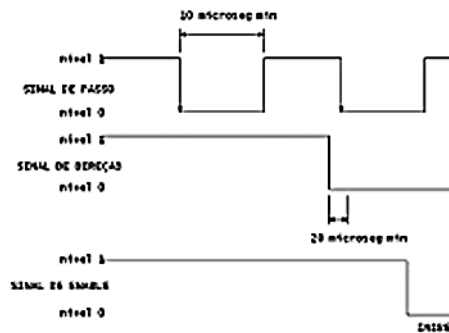 20 microseg min
nivel 1
SINAL DE PASSO
nivel 0
nivel 1
SINAL DE DIREÇÃO
nivel 0
20 microseg min
nivel 1
SINAL DE ENABLE
nivel 0